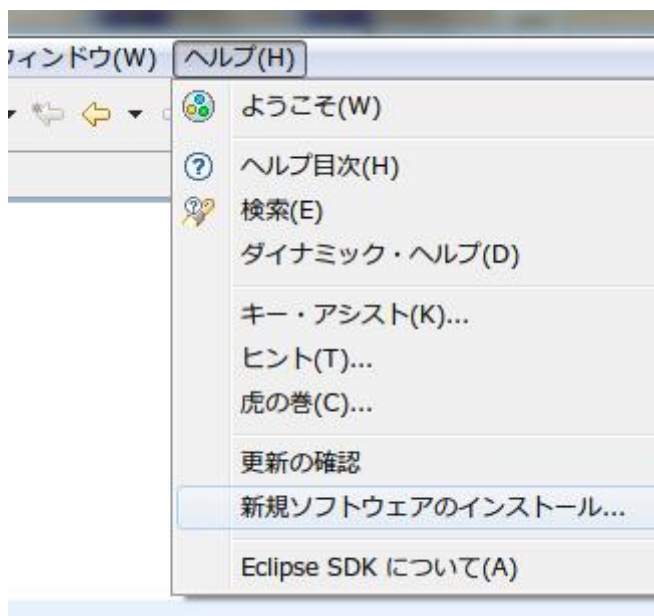 ィンドウ(W) ヘルプ(H)
ようこそ(W)
ヘルプ目次(H)
検索(E)
ダイナミック・ヘルプ(D)
キー・アシスト(K)...
ヒント(T)...
虎の巻(C)...
更新の確認
新規ソフトウェアのインストール...
Eclipse SDK について(A)